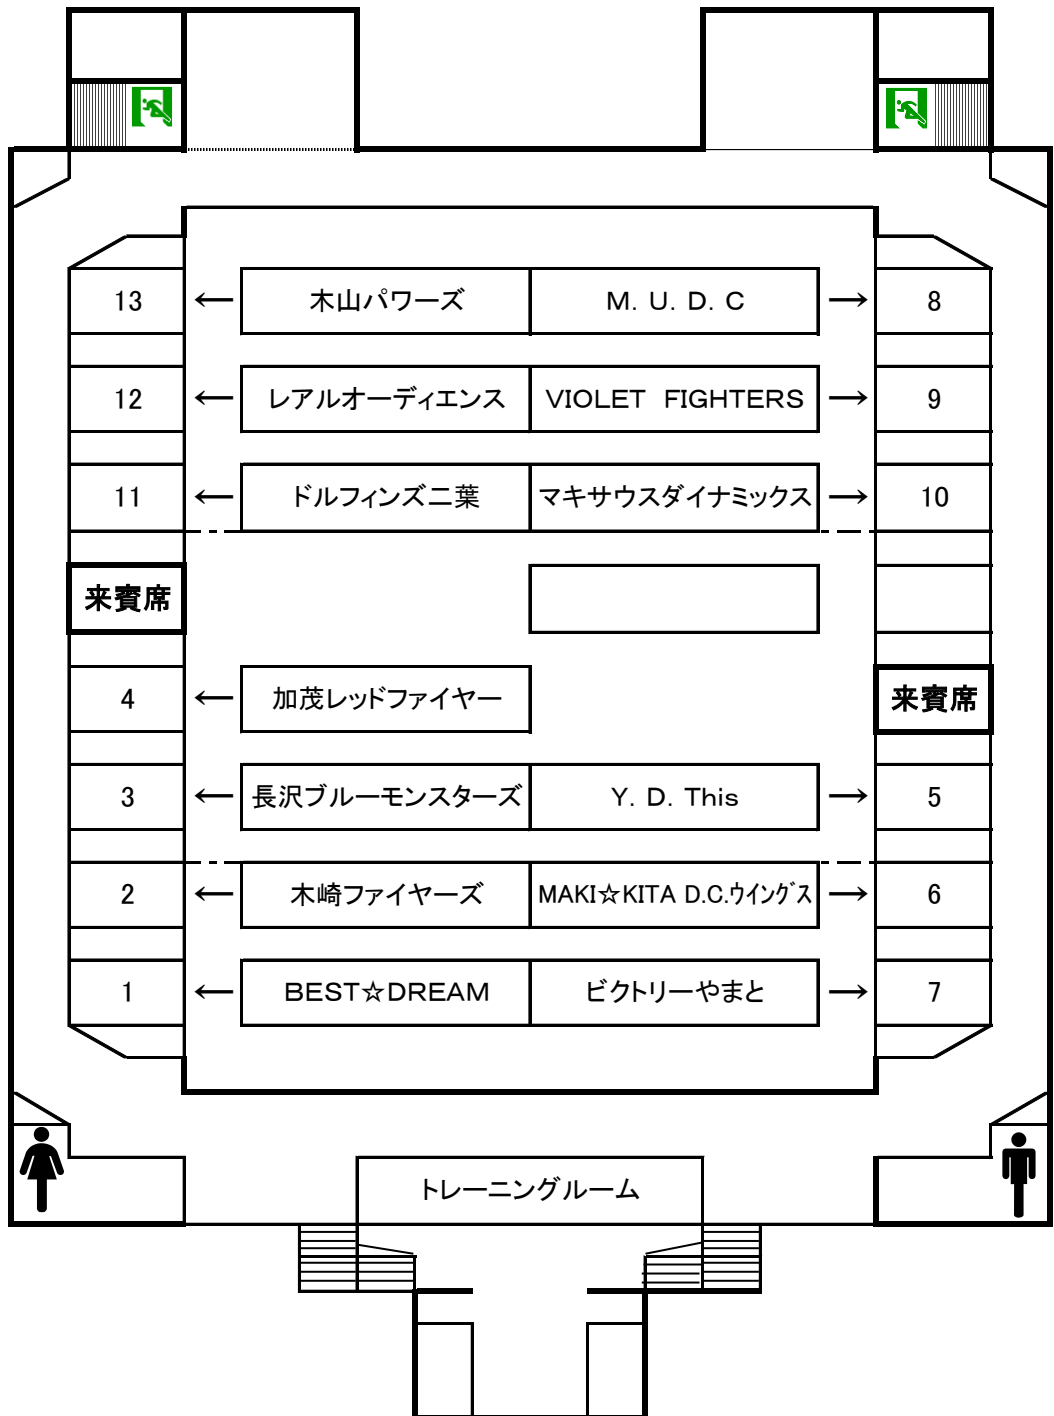 13 ← 木山パワーズ M. U. D. C → 8
12 ← レアルオーディエンス VIOLET FIGHTERS → 9
11 ← ドルフィンズ二葉 マキサウスダイナミックス → 10
来賓席
4 ← 加茂レッドファイヤー 来賓席
3 ← 長沢ブルーモンスターズ Y. D. This → 5
2 ← 木崎ファイヤーズ MAKI☆KITA D.C.ウイングス → 6
1 ← BEST☆DREAM ビクトリーやまと → 7
トレーニングルーム